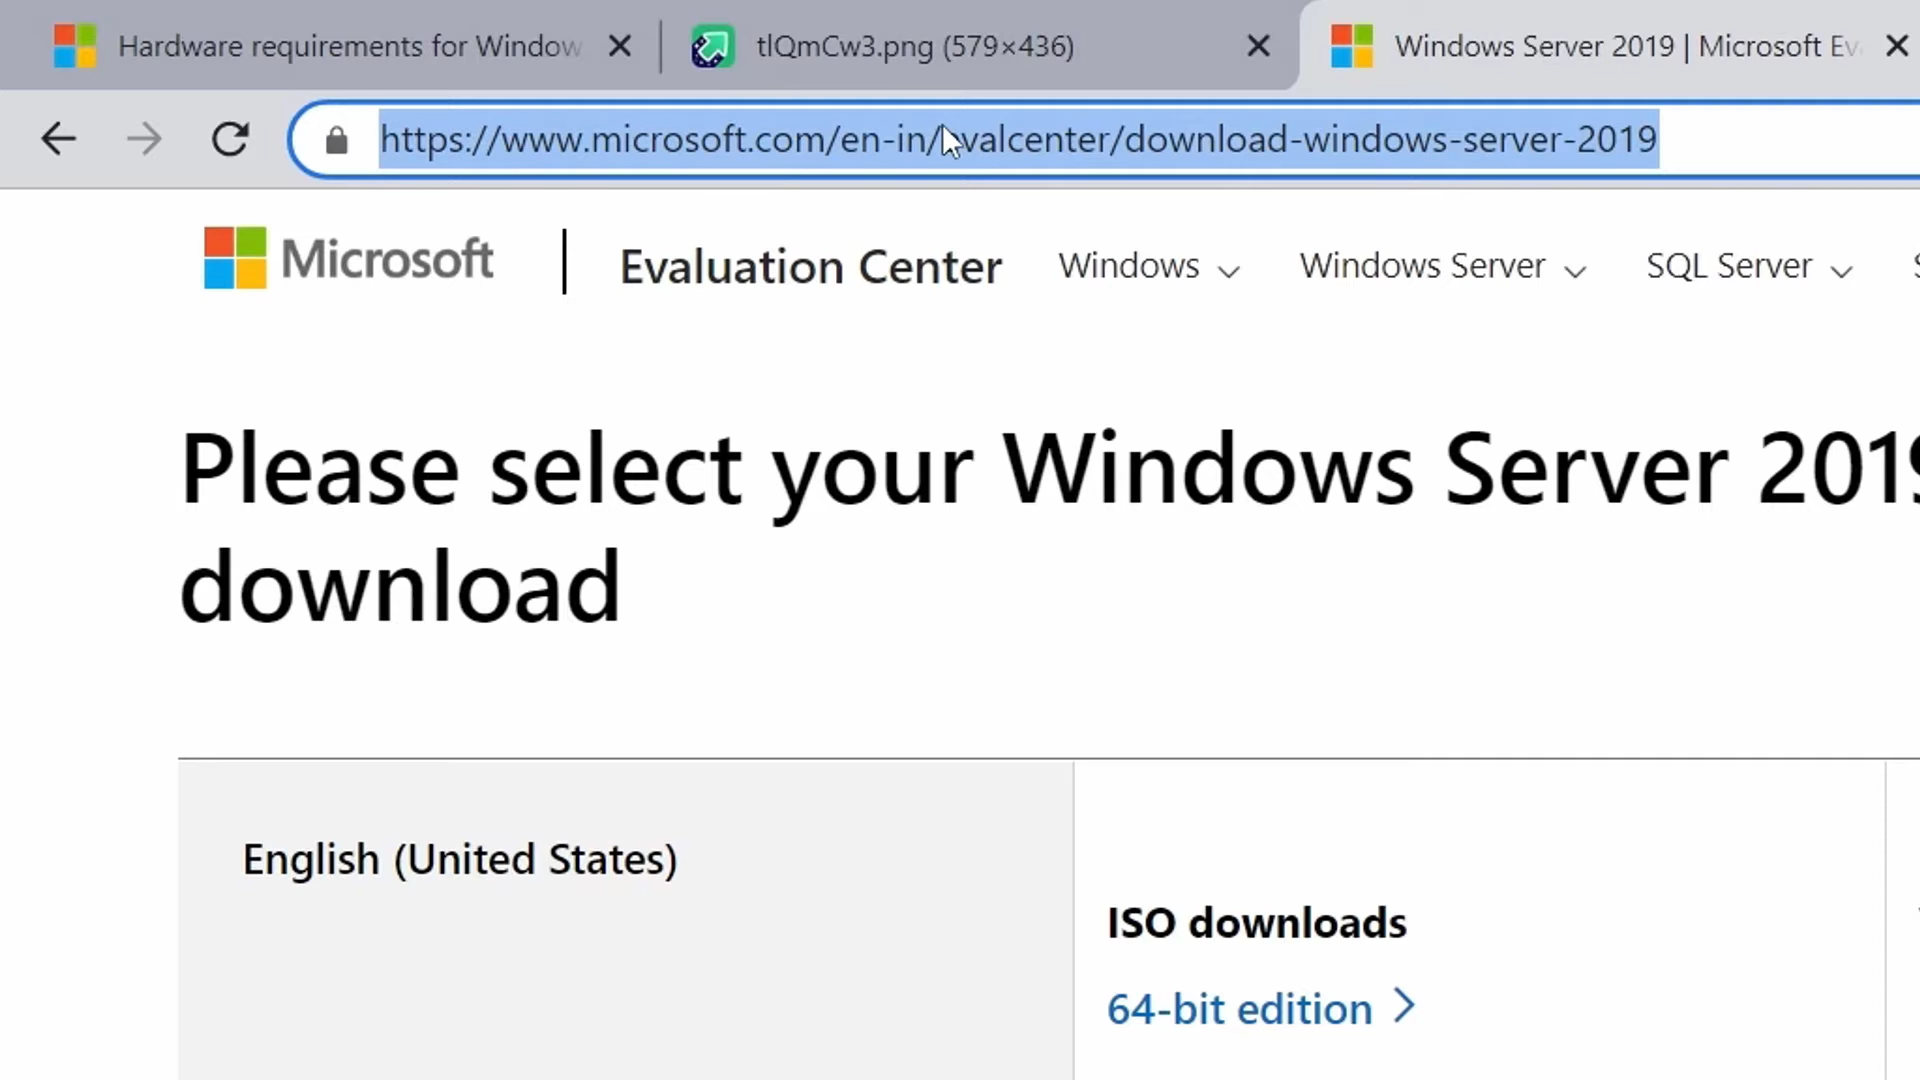 Hardware requirements for Window
tlQmCw3.png (579×436)
Windows Server 2019 | Microsoft Ev
https://www.microsoft.com/en-in/evalcenter/download-windows-server-2019
Microsoft
Evaluation Center
Windows
Windows Server
SQL Server
Please select your Windows Server 2019
download
English (United States)
ISO downloads
64-bit edition